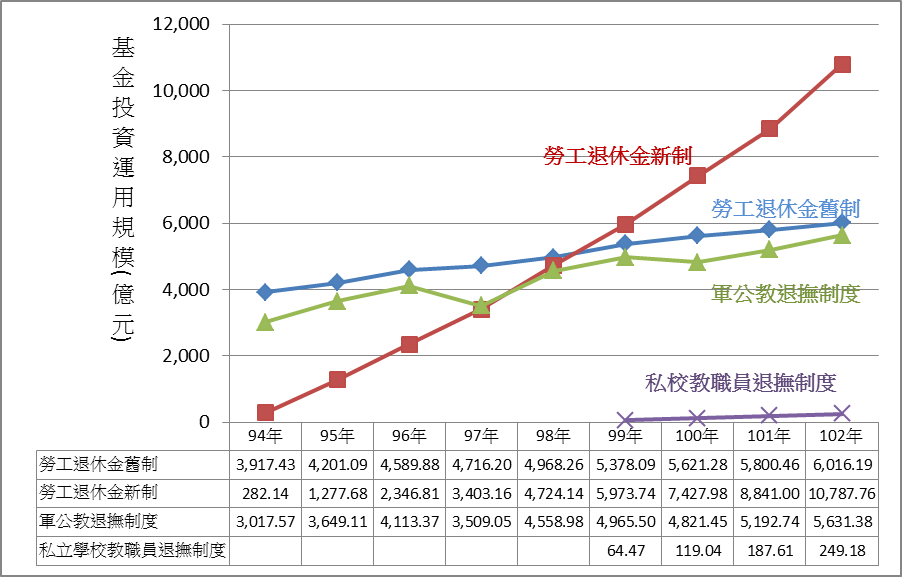 基金投資運用規模(億元)
12,000
10,000
8,000
6,000
4,000
2,000
0
勞工退休金新制
勞工退休金舊制
軍公教退撫制度
私校教職員退撫制度
94年 95年 96年 97年 98年 99年 100年 101年 102年
勞工退休金舊制 3,917.43 4,201.09 4,589.88 4,716.20 4,968.26 5,378.09 5,621.28 5,800.46 6,016.19
勞工退休金新制 282.14 1,277.68 2,346.81 3,403.16 4,724.14 5,973.74 7,427.98 8,841.00 10,787.76
軍公教退撫制度 3,017.57 3,649.11 4,113.37 3,509.05 4,558.98 4,965.50 4,821.45 5,192.74 5,631.38
私立學校教職員退撫制度 64.47 119.04 187.61 249.18